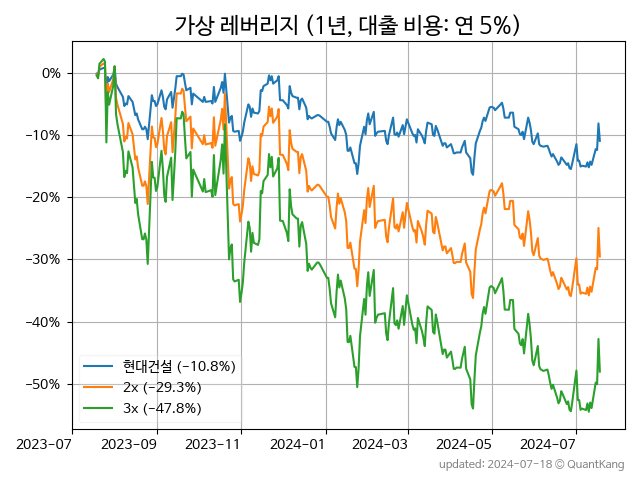 가상 레버리지 (1년, 대출 비용: 연 5%)
0%
−10%
−20%
−30%
−40%
−50%
현대건설 (−10.8%)
2x (−29.3%)
3x (−47.8%)
2023-07 2023-09 2023-11 2024-01 2024-03 2024-05 2024-07
updated: 2024-07-18 ⓒ QuantKang